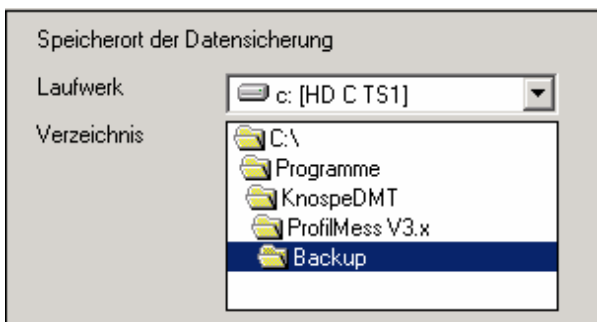 Speicherort der Datensicherung
Laufwerk
c: [HD C TS1]
Verzeichnis
C:\
Programme
KnospeDMT
ProfilMess V3.x
Backup